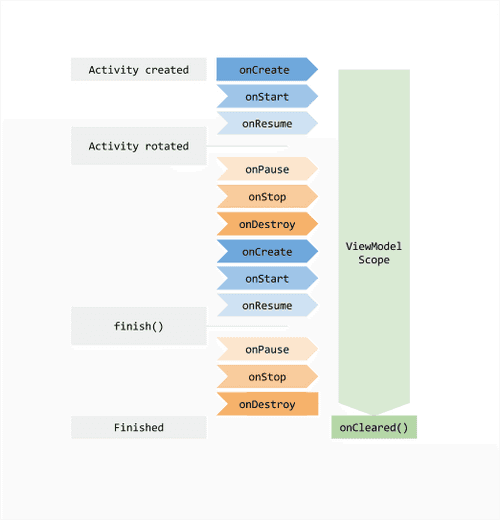 Activity created
onCreate
onStart
onResume
Activity rotated
onPause
onStop
onDestroy
onCreate
onStart
onResume
finish()
onPause
onStop
onDestroy
Finished
ViewModel
Scope
onCleared()